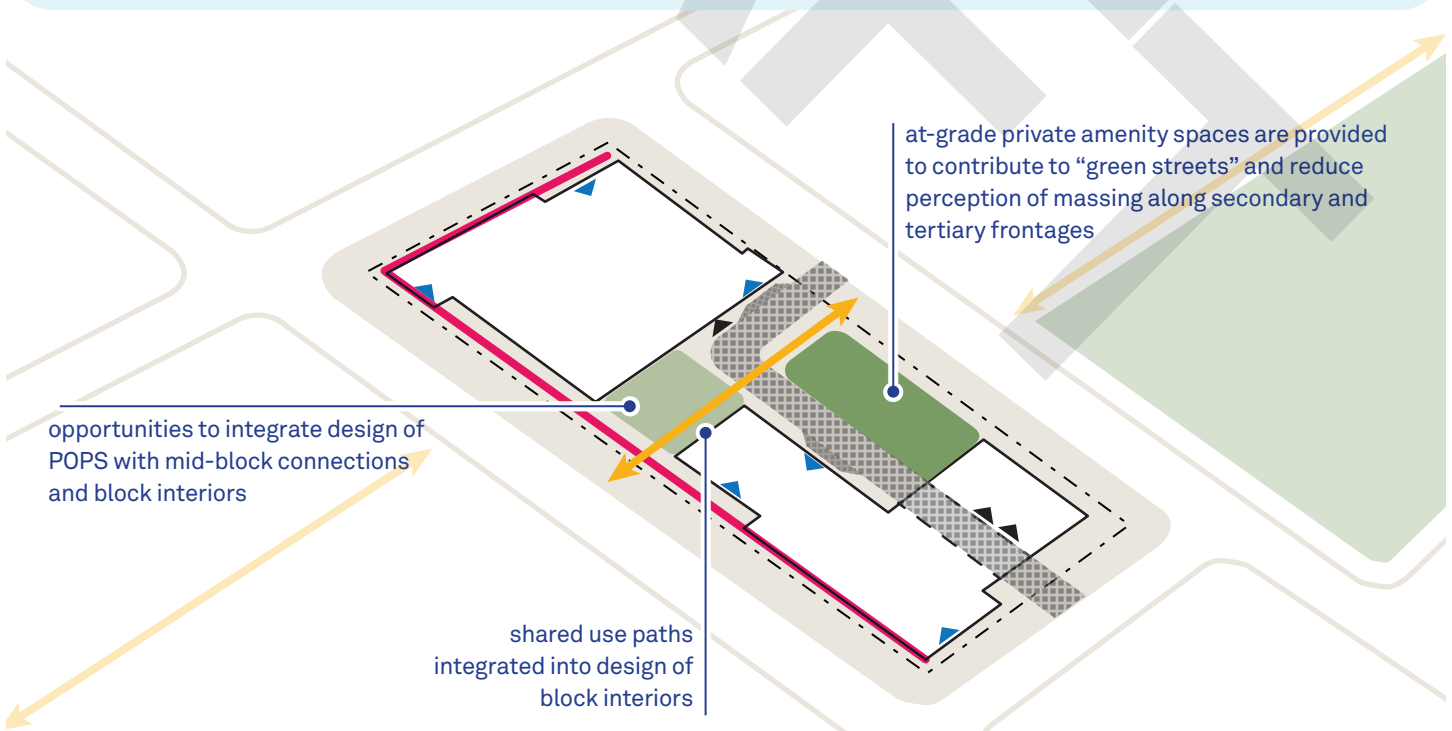 at-grade private amenity spaces are provided
to contribute to “green streets” and reduce
perception of massing along secondary and
tertiary frontages
opportunities to integrate design of
POPS with mid-block connections
and block interiors
shared use paths
integrated into design of
block interiors